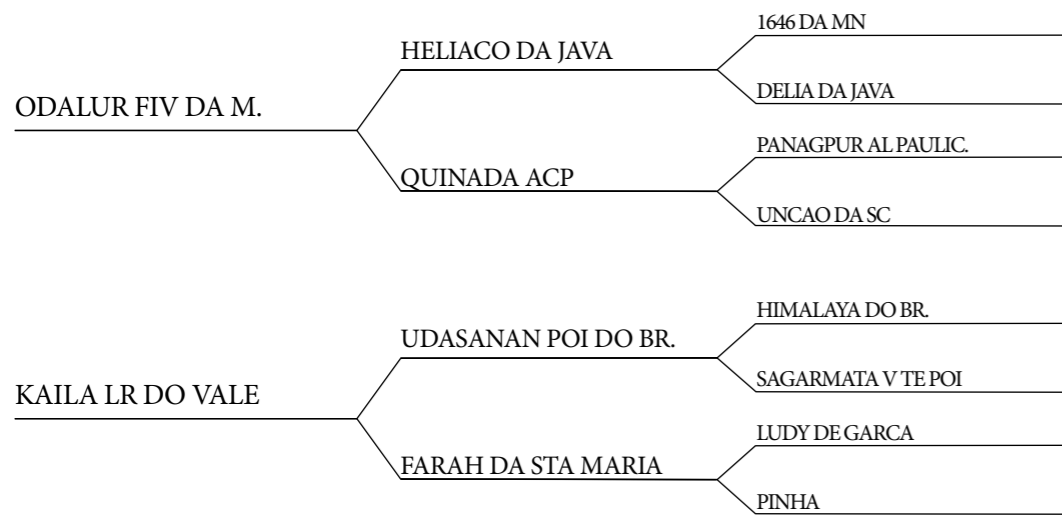 1646 DA MN
HELIACO DA JAVA
DELIA DA JAVA
ODALUR FIV DA M.
PANAGPUR AL PAULIC.
QUINADA ACP
UNCAO DA SC
HIMALAYA DO BR.
UDASANAN POI DO BR.
SAGARMATA V TE POI
KAILA LR DO VALE
LUDY DE GARCA
FARAH DA STA MARIA
PINHA